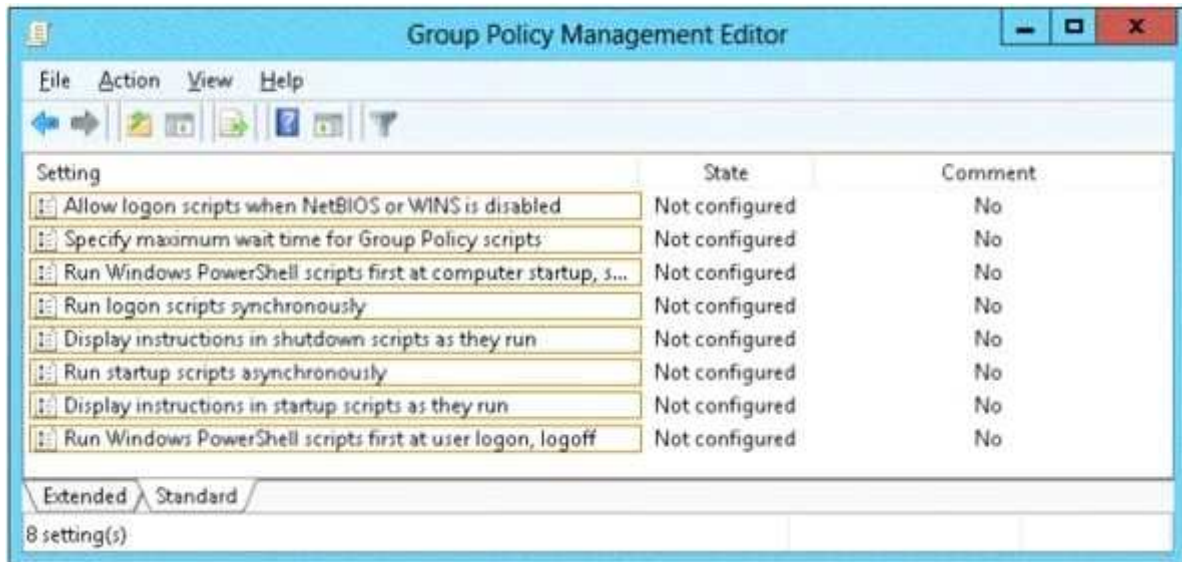 Group Policy Management Editor
File Action View Help
Setting State Comment
Allow logon scripts when NetBIOS or WINS is disabled Not configured No
Specify maximum wait time for Group Policy scripts Not configured No
Run Windows PowerShell scripts first at computer startup, s... Not configured No
Run logon scripts synchronously Not configured No
Display instructions in shutdown scripts as they run Not configured No
Run startup scripts asynchronously Not configured No
Display instructions in startup scripts as they run Not configured No
Run Windows PowerShell scripts first at user logon, logoff Not configured No
Extended Standard
8 setting(s)